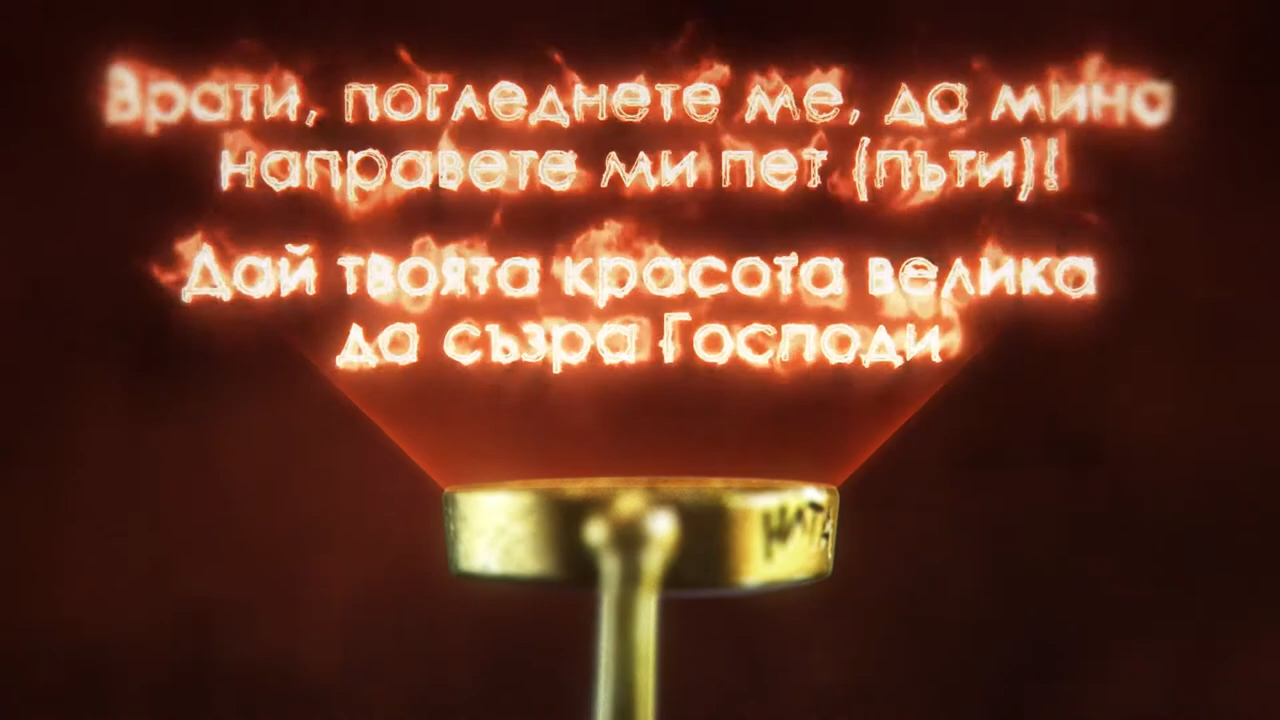 Врати, погледнете ме, да мина
направете ми пет (пъти)!
Дай твоята красота велика
да съзра Господи